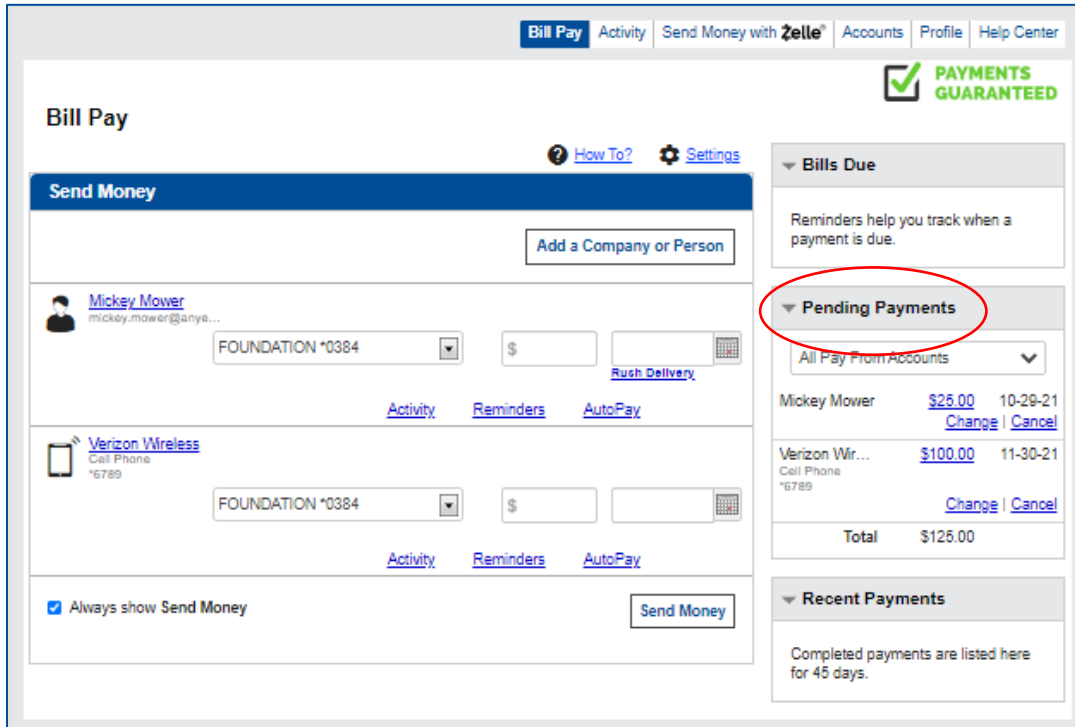 Bill Pay Activity Send Money with Zelle® Accounts Profile Help Center
PAYMENTS
GUARANTEED
Bill Pay
? How To? Settings
Send Money
Add a Company or Person
Mickey Mower
mickey.mower@anye...
FOUNDATION *0384 $
Rush Delivery
Activity Reminders AutoPay
Verizon Wireless
Cell Phone
*6789
FOUNDATION *0384 $
Activity Reminders AutoPay
Always show Send Money Send Money
Bills Due
Reminders help you track when a
payment is due.
Pending Payments
All Pay From Accounts
Mickey Mower $25.00 10-29-21
Change | Cancel
Verizon Wir... $100.00 11-30-21
Cell Phone
*6789
Change | Cancel
Total $125.00
Recent Payments
Completed payments are listed here
for 45 days.